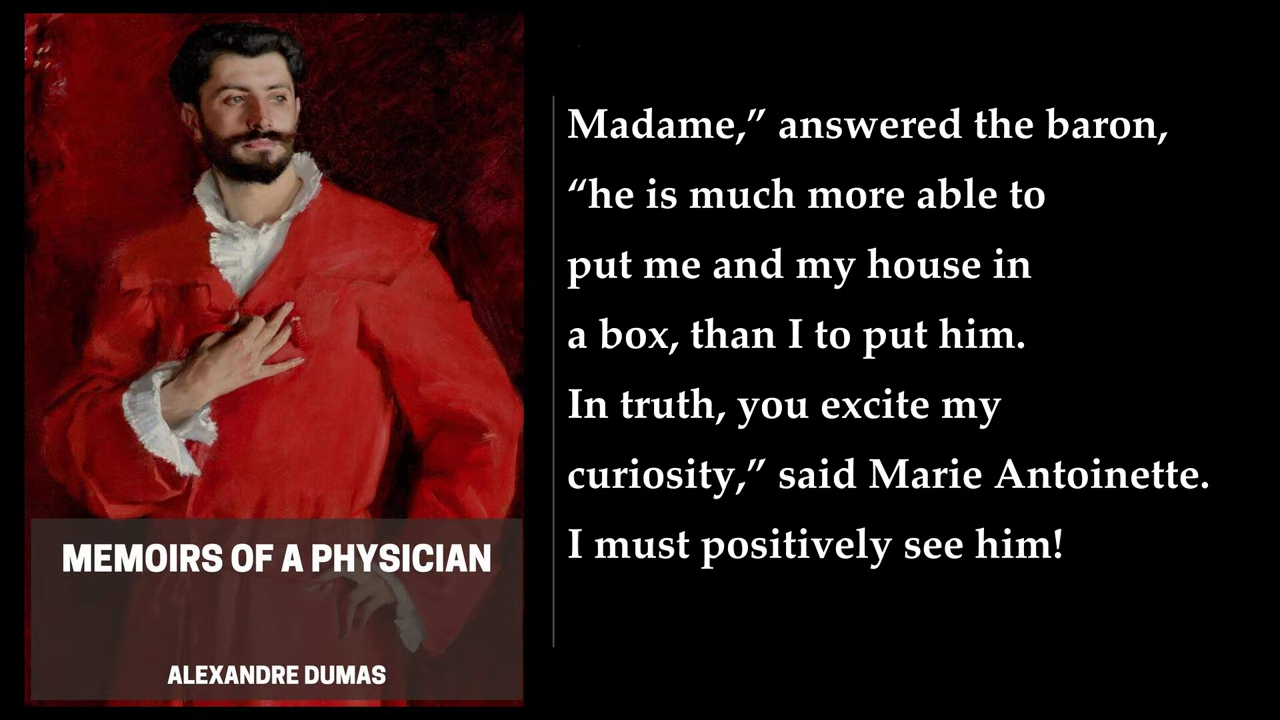 MEMOIRS OF A PHYSICIAN
ALEXANDRE DUMAS
Madame,” answered the baron,
“he is much more able to
put me and my house in
a box, than I to put him.
In truth, you excite my
curiosity,” said Marie Antoinette.
I must positively see him!